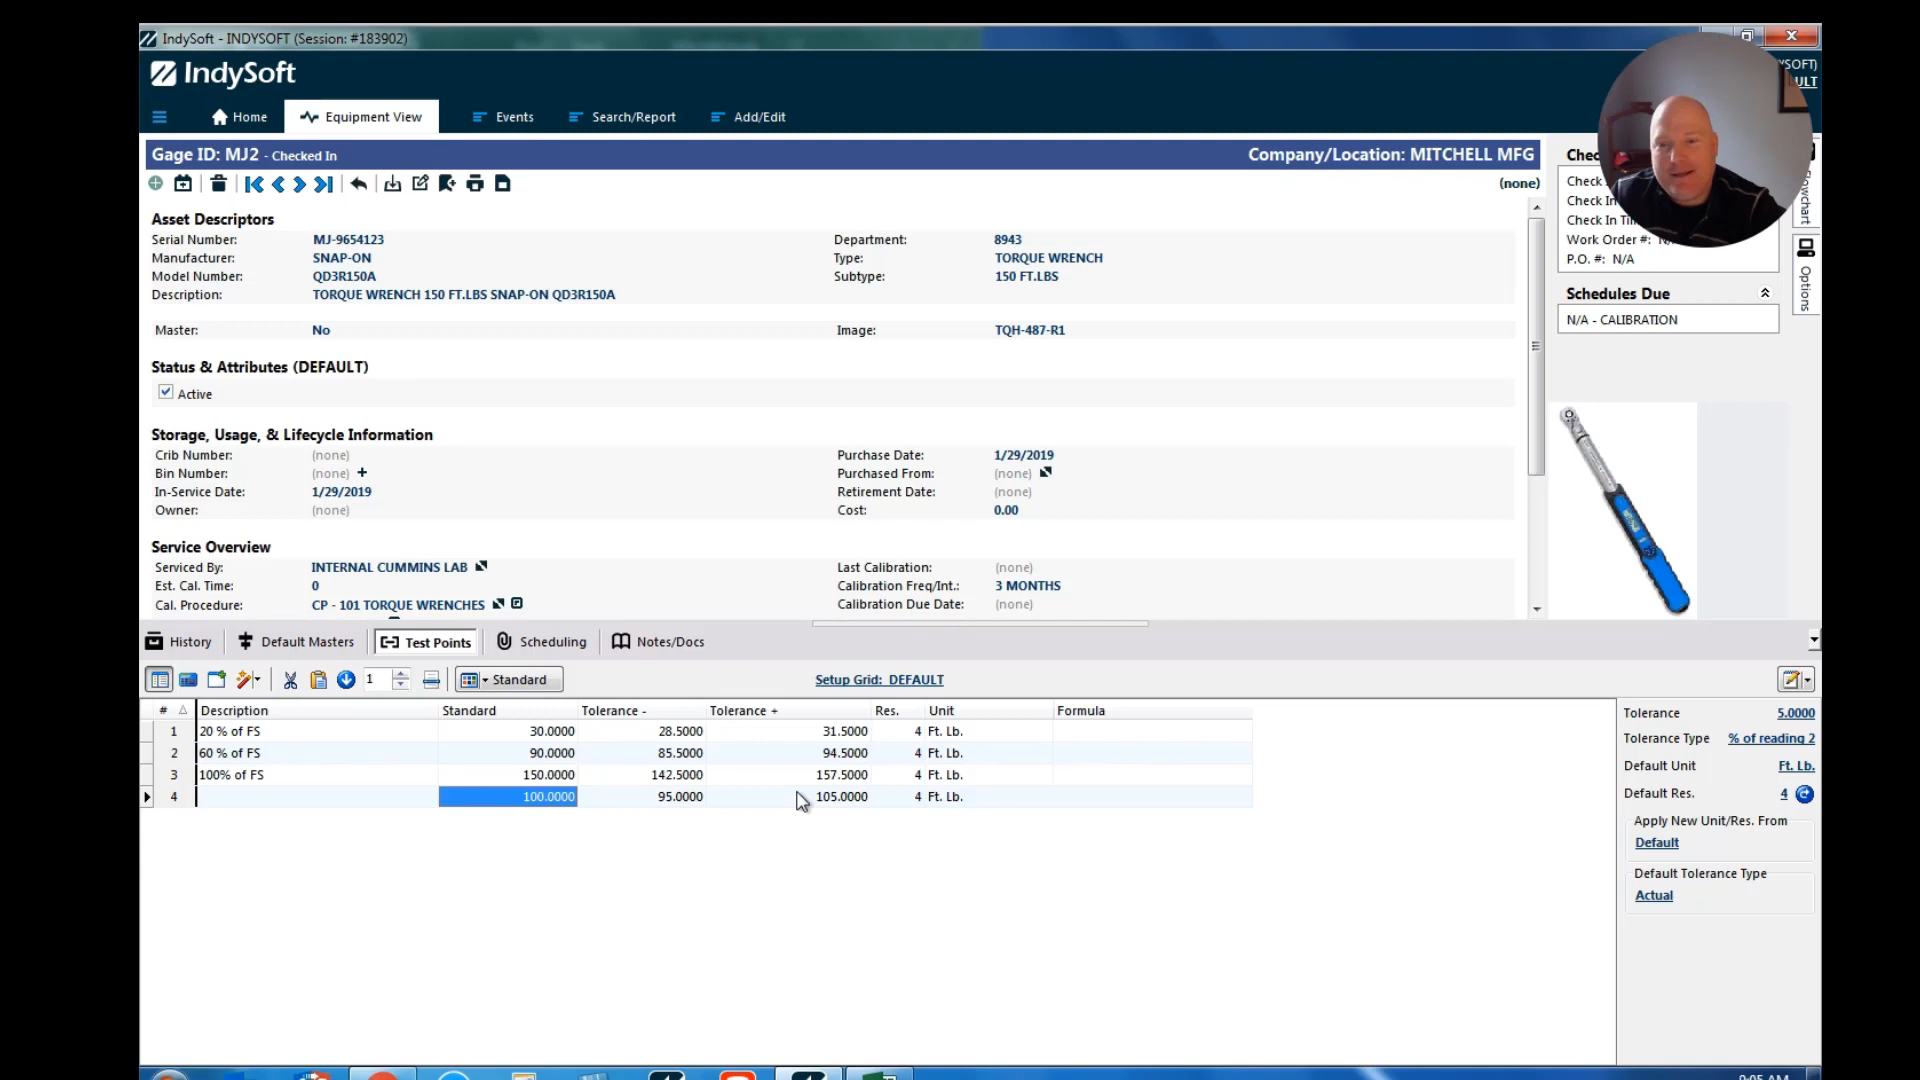 IndySoft - INDYSOFT (Session: #183902)
IndySoft
Home
Equipment View
Events
Search/Report
Add/Edit
Gage ID: MJ2 - Checked In
Company/Location: MITCHELL MFG
(none)
Asset Descriptors
Serial Number: MJ-9654123
Department: 8943
Manufacturer: SNAP-ON
Type: TORQUE WRENCH
Model Number: QD3R150A
Subtype: 150 FT.LBS
Description: TORQUE WRENCH 150 FT.LBS SNAP-ON QD3R150A
Master: No
Image: TQH-487-R1
Status & Attributes (DEFAULT)
Active
Storage, Usage, & Lifecycle Information
Crib Number: (none)
Purchase Date: 1/29/2019
Bin Number: (none)
Purchased From: (none)
In-Service Date: 1/29/2019
Retirement Date: (none)
Owner: (none)
Cost: 0.00
Service Overview
Serviced By: INTERNAL CUMMINS LAB
Last Calibration: (none)
Est. Cal. Time: 0
Calibration Freq/Int.: 3 MONTHS
Cal. Procedure: CP - 101 TORQUE WRENCHES
Calibration Due Date: (none)
Check
Check In
Work Order #:
P.O. #: N/A
Schedules Due
N/A - CALIBRATION
Options
History
Default Masters
Test Points
Scheduling
Notes/Docs
1
Standard
Setup Grid: DEFAULT
# Description Standard Tolerance - Tolerance + Res. Unit Formula
1 20 % of FS 30.0000 28.5000 31.5000 4 Ft. Lb.
2 60 % of FS 90.0000 85.5000 94.5000 4 Ft. Lb.
3 100% of FS 150.0000 142.5000 157.5000 4 Ft. Lb.
4 100.0000 95.0000 105.0000 4 Ft. Lb.
Tolerance 5.0000
Tolerance Type % of reading 2
Default Unit Ft. Lb.
Default Res. 4
Apply New Unit/Res. From
Default
Default Tolerance Type
Actual